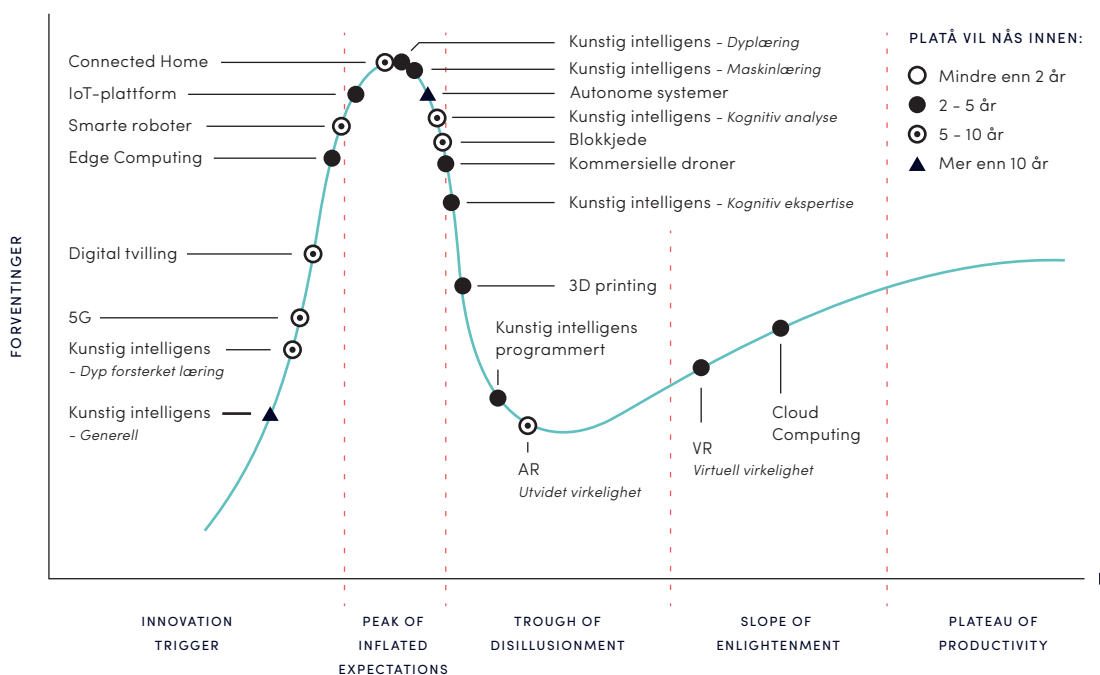 FORVENTINGER
Connected Home
IoT-plattform
Smarte roboter
Edge Computing
Digital tvilling
5G
Kunstig intelligens
- Dyp forsterket læring
Kunstig intelligens
- Generell
Kunstig intelligens - Dyplæring
Kunstig intelligens - Maskinlæring
Autonome systemer
Kunstig intelligens - Kognitiv analyse
Blokkjede
Kommersielle droner
Kunstig intelligens - Kognitiv ekspertise
3D printing
Kunstig intelligens
programmert
AR
Utvidet virkelighet
VR
Virtuell virkelighet
Cloud
Computing
PLATÅ VIL NÅS INNEN:
Mindre enn 2 år
2 - 5 år
5 - 10 år
Mer enn 10 år
INNOVATION
TRIGGER
PEAK OF
INFLATED
EXPECTATIONS
TROUGH OF
DISILLUSIONMENT
SLOPE OF
ENLIGHTENMENT
PLATEAU OF
PRODUCTIVITY